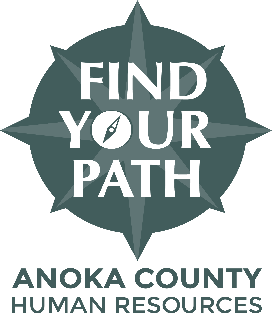 FIND
YOUR
PATH
ANOKA COUNTY
HUMAN RESOURCES